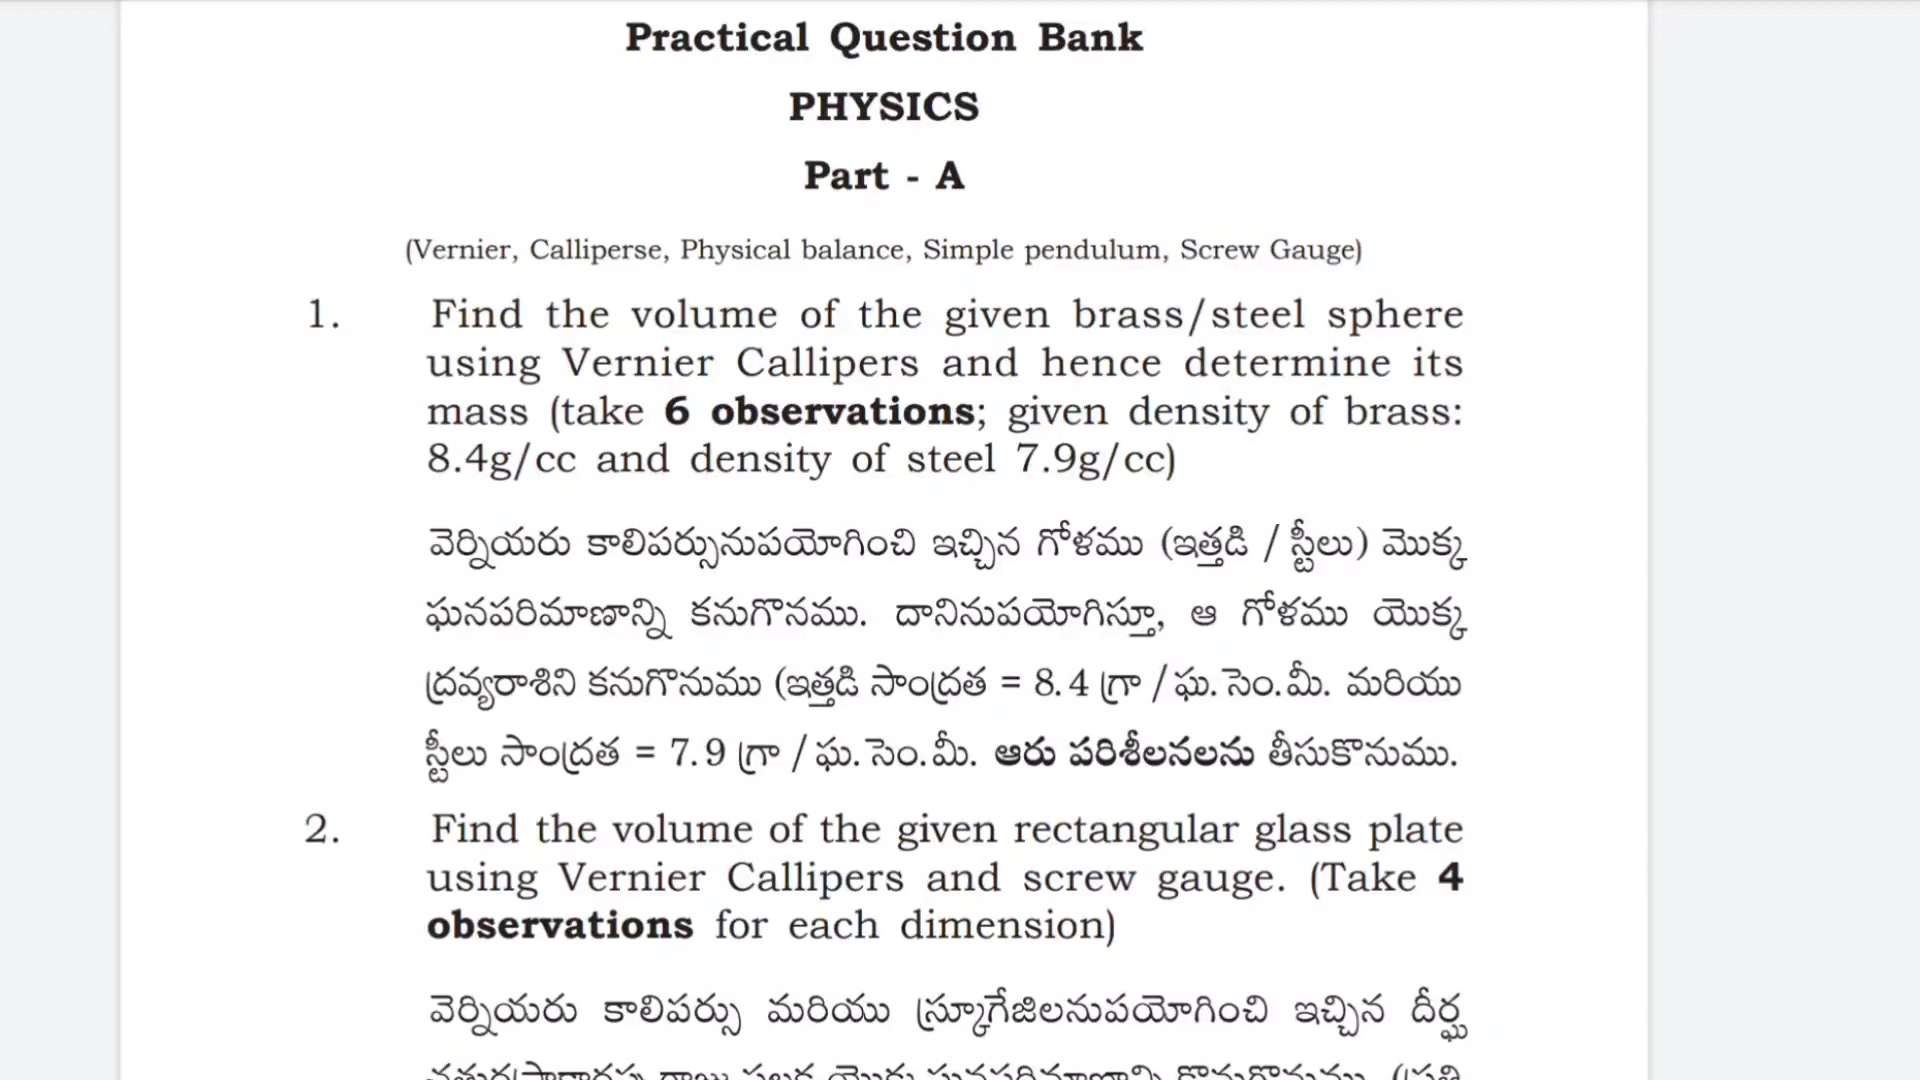 Practical Question Bank
PHYSICS
Part - A
(Vernier, Calliperse, Physical balance, Simple pendulum, Screw Gauge)
1. Find the volume of the given brass/steel sphere
using Vernier Callipers and hence determine its
mass (take 6 observations; given density of brass:
8.4g/cc and density of steel 7.9g/cc)
వెర్నియరు కాలిపర్సునుపయోగించి ఇచ్చిన గోళము (ఇత్తడి / స్టీలు) మొక్క
ఘనపరిమాణాన్ని కనుగొనము. దానినుపయోగిస్తూ, ఆ గోళము యొక్క
ద్రవ్యరాశిని కనుగొనుము (ఇత్తడి సాంద్రత = 8.4 గ్రా / ఘ.సెం.మీ. మరియు
స్టీలు సాంద్రత = 7.9 గ్రా / ఘ.సెం.మీ. ఆరు పరిశీలనలను తీసుకొనుము.
2. Find the volume of the given rectangular glass plate
using Vernier Callipers and screw gauge. (Take 4
observations for each dimension)
వెర్నియరు కాలిపర్సు మరియు స్క్రూగేజిలనుపయోగించి ఇచ్చిన దీర్ఘ